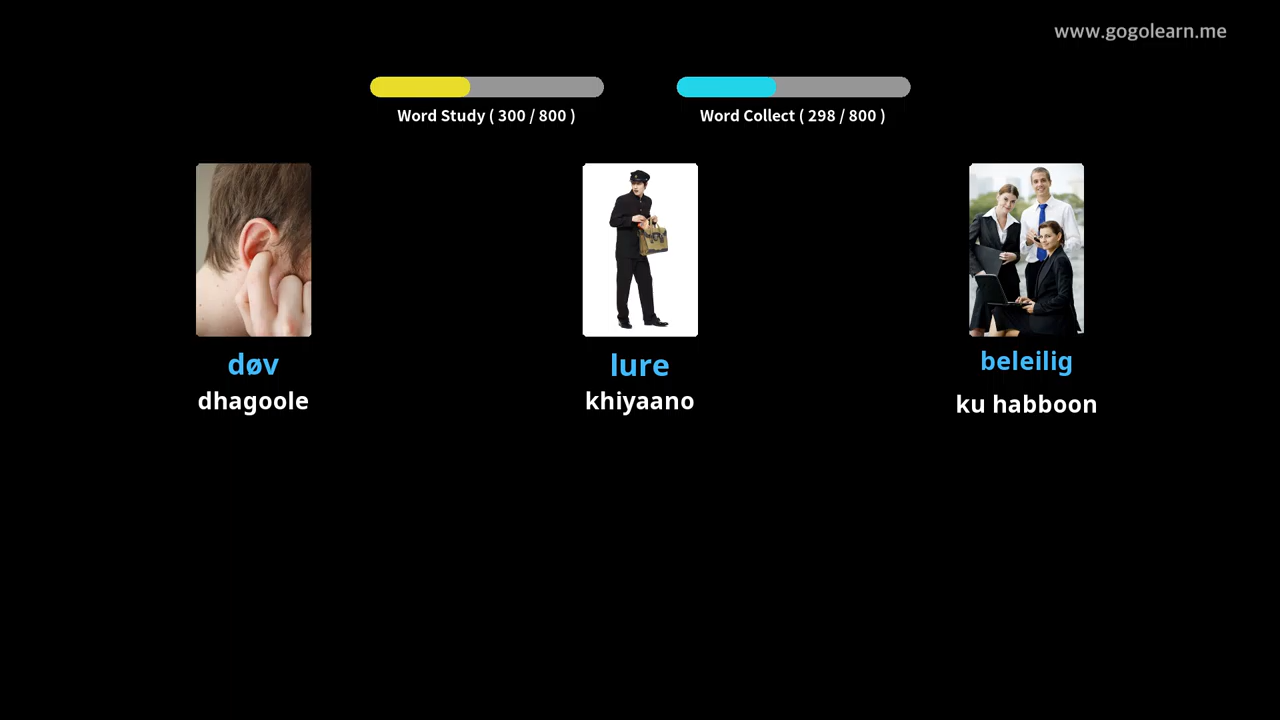 www.gogolearn.me
Word Study ( 300 / 800 )
Word Collect ( 298 / 800 )
døv
lure
beleilig
dhagoole
khiyaano
ku habboon